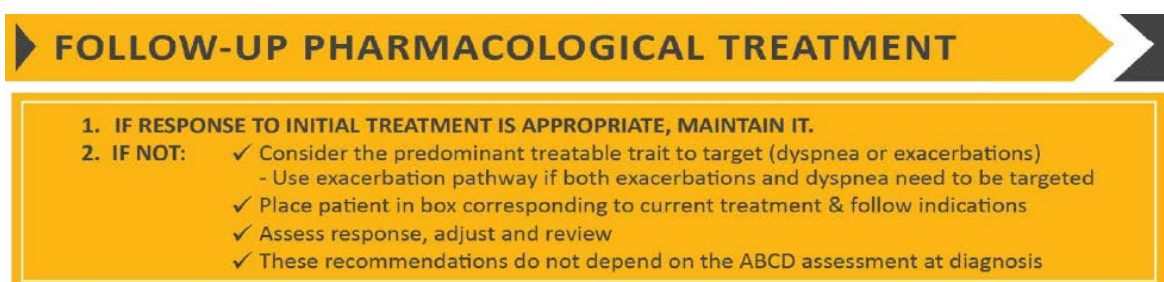 FOLLOW-UP PHARMACOLOGICAL TREATMENT
1. IF RESPONSE TO INITIAL TREATMENT IS APPROPRIATE, MAINTAIN IT.
2. IF NOT: ✓ Consider the predominant treatable trait to target (dyspnea or exacerbations)
- Use exacerbation pathway if both exacerbations and dyspnea need to be targeted
✓ Place patient in box corresponding to current treatment & follow indications
✓ Assess response, adjust and review
✓ These recommendations do not depend on the ABCD assessment at diagnosis